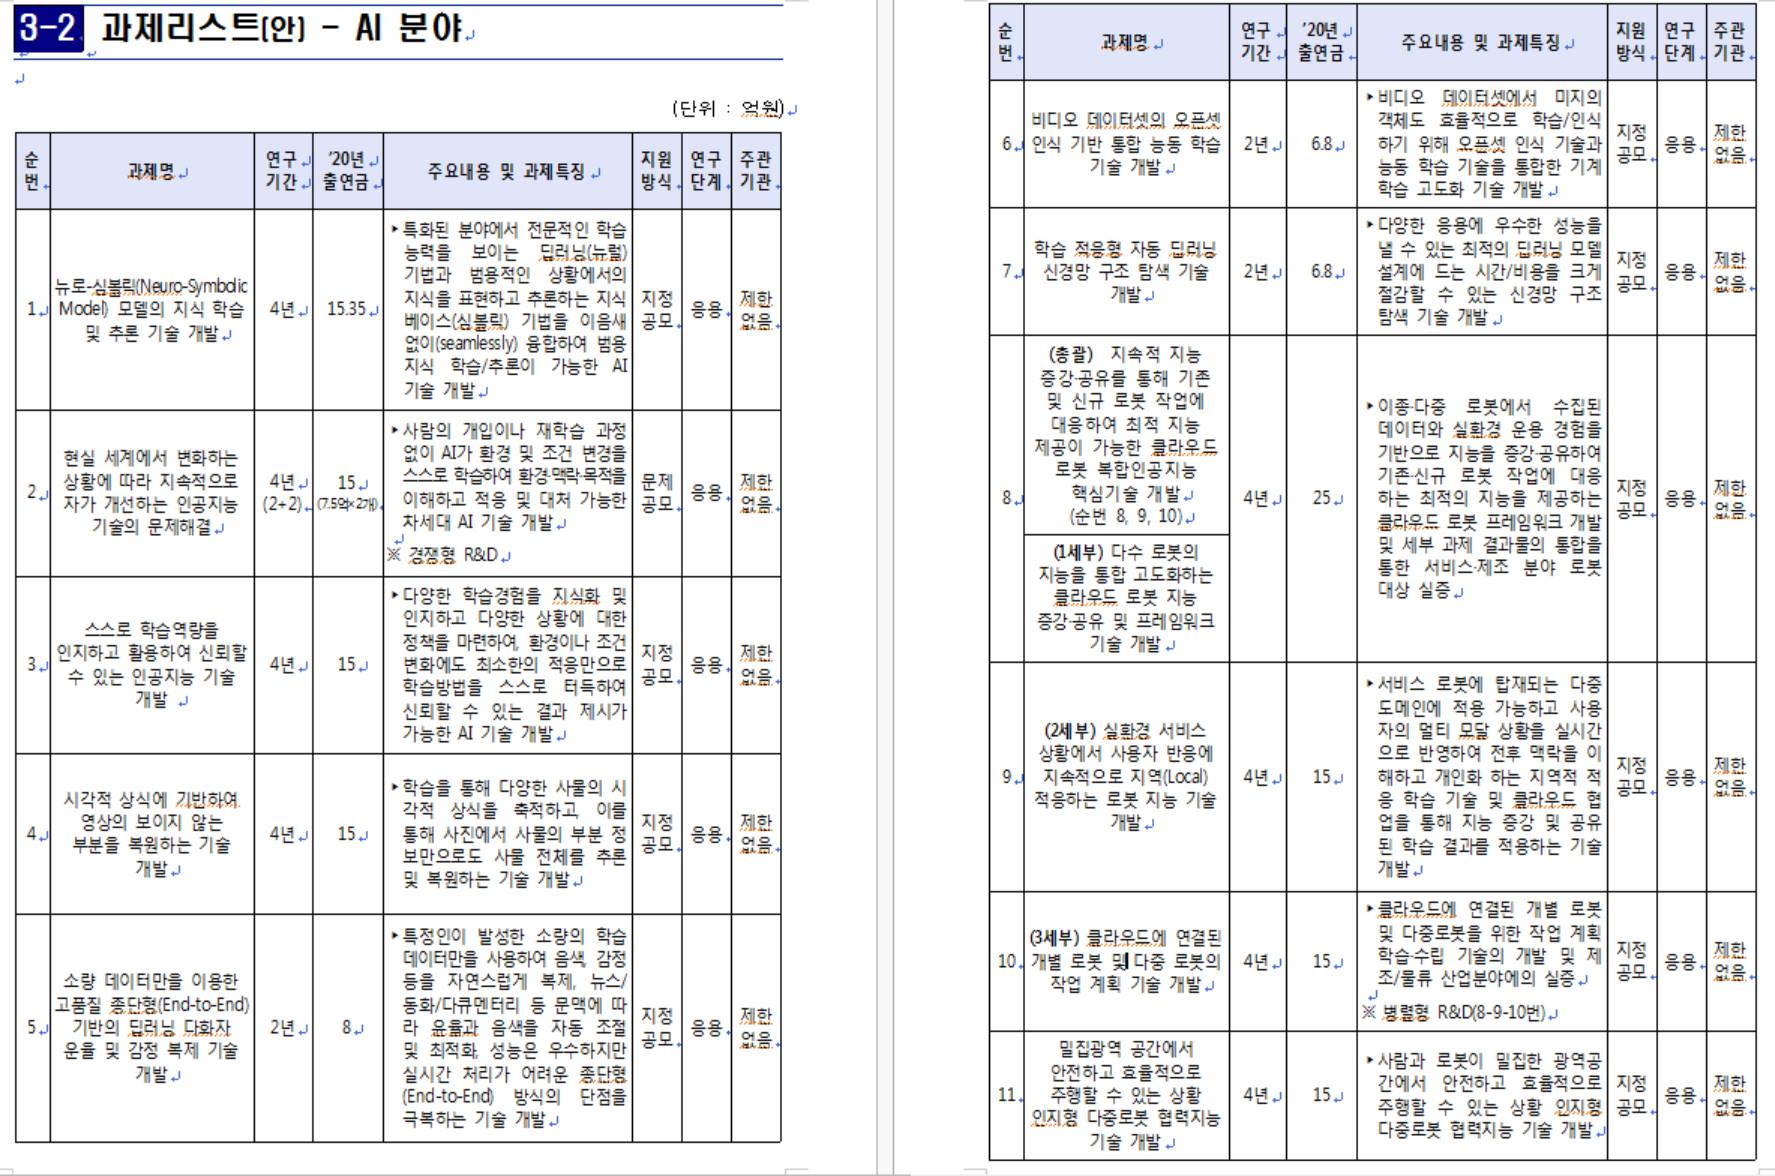 3-2 과제리스트(안) - AI 분야
(단위 : 억원)
순
번
과제명
연구
기간
'20년
출연금
주요내용 및 과제특징
지원
방식
연구
단계
주관
기관
1
뉴로-심볼릭(Neuro-Symbolic
Model) 모델의 지식 학습
및 추론 기술 개발
4년
15.35
‣특화된 분야에서 전문적인 학습
능력을 보이는 딥러닝(뉴럴)
기법과 범용적인 상황에서의
지식을 표현하고 추론하는 지식
베이스(심볼릭) 기법을 이음새
없이(seamlessly) 융합하여 범용
지식 학습/추론이 가능한 AI
기술 개발
지정
공모
응용
제한
없음
2
현실 세계에서 변화하는
상황에 따라 지속적으로
자가 개선하는 인공지능
기술의 문제해결
4년
(2+2)
15
(7.5억×2개)
‣사람의 개입이나 재학습 과정
없이 AI가 환경 및 조건 변경을
스스로 학습하여 환경·맥락·목적을
이해하고 적응 및 대처 가능한
차세대 AI 기술 개발
※ 경쟁형 R&D
문제
공모
응용
제한
없음
3
스스로 학습역량을
인지하고 활용하여 신뢰할
수 있는 인공지능 기술
개발
4년
15
‣다양한 학습경험을 지식화 및
인지하고 다양한 상황에 대한
정책을 마련하여, 환경이나 조건
변화에도 최소한의 적응만으로
학습방법을 스스로 터득하여
신뢰할 수 있는 결과 제시가
가능한 AI 기술 개발
지정
공모
응용
제한
없음
4
시각적 상식에 기반하여
영상의 보이지 않는
부분을 복원하는 기술
개발
4년
15
‣학습을 통해 다양한 사물의 시
각적 상식을 축적하고, 이를
통해 사진에서 사물의 부분 정
보만으로도 사물 전체를 추론
및 복원하는 기술 개발
지정
공모
응용
제한
없음
5
소량 데이터만을 이용한
고품질 종단형(End-to-End)
기반의 딥러닝 다화자
운율 및 감정 복제 기술
개발
2년
8
‣특정인이 발성한 소량의 학습
데이터만을 사용하여 음색, 감정
등을 자연스럽게 복제, 뉴스/
동화/다큐멘터리 등 문맥에 따
라 운율과 음색을 자동 조절
및 최적화, 성능은 우수하지만
실시간 처리가 어려운 종단형
(End-to-End) 방식의 단점을
극복하는 기술 개발
지정
공모
응용
제한
없음
순
번
과제명
연구
기간
'20년
출연금
주요내용 및 과제특징
지원
방식
연구
단계
주관
기관
6
비디오 데이터셋의 오픈셋
인식 기반 통합 능동 학습
기술 개발
2년
6.8
‣비디오 데이터셋에서 미지의
객체도 효율적으로 학습/인식
하기 위해 오픈셋 인식 기술과
능동 학습 기술을 통합한 기계
학습 고도화 기술 개발
지정
공모
응용
제한
없음
7
학습 적응형 자동 딥러닝
신경망 구조 탐색 기술
개발
2년
6.8
‣다양한 응용에 우수한 성능을
낼 수 있는 최적의 딥러닝 모델
설계에 드는 시간/비용을 크게
절감할 수 있는 신경망 구조
탐색 기술 개발
지정
공모
응용
제한
없음
8
(총괄) 지속적 지능
증강·공유를 통해 기존
및 신규 로봇 작업에
대응하여 최적 지능
제공이 가능한 클라우드
로봇 복합인공지능
핵심기술 개발
(순번 8, 9, 10)
(1세부) 다수 로봇의
지능을 통합 고도화하는
클라우드 로봇 지능
증강·공유 및 프레임워크
기술 개발
4년
25
‣이종·다중 로봇에서 수집된
데이터와 실환경 운용 경험을
기반으로 지능을 증강·공유하여
기존·신규 로봇 작업에 대응
하는 최적의 지능을 제공하는
클라우드 로봇 프레임워크 개발
및 세부 과제 결과물의 통합을
통한 서비스·제조 분야 로봇
대상 실증
지정
공모
응용
제한
없음
9
(2세부) 실환경 서비스
상황에서 사용자 반응에
지속적으로 지역(Local)
적응하는 로봇 지능 기술
개발
4년
15
‣서비스 로봇에 탑재되는 다중
도메인에 적용 가능하고 사용
자의 멀티 모달 상황을 실시간
으로 반영하여 전후 맥락을 이
해하고 개인화 하는 지역적 적
응 학습 기술 및 클라우드 협
업을 통해 지능 증강 및 공유
된 학습 결과를 적용하는 기술
개발
지정
공모
응용
제한
없음
10
(3세부) 클라우드에 연결된
개별 로봇 및 다중 로봇의
작업 계획 기술 개발
4년
15
‣클라우드에 연결된 개별 로봇
및 다중로봇을 위한 작업 계획
학습·수립 기술의 개발 및 제
조/물류 산업분야에의 실증
※ 병렬형 R&D(8-9-10번)
지정
공모
응용
제한
없음
11
밀집광역 공간에서
안전하고 효율적으로
주행할 수 있는 상황
인지형 다중로봇 협력지능
기술 개발
4년
15
‣사람과 로봇이 밀집한 광역공
간에서 안전하고 효율적으로
주행할 수 있는 상황 인지형
다중로봇 협력지능 기술 개발
지정
공모
응용
제한
없음